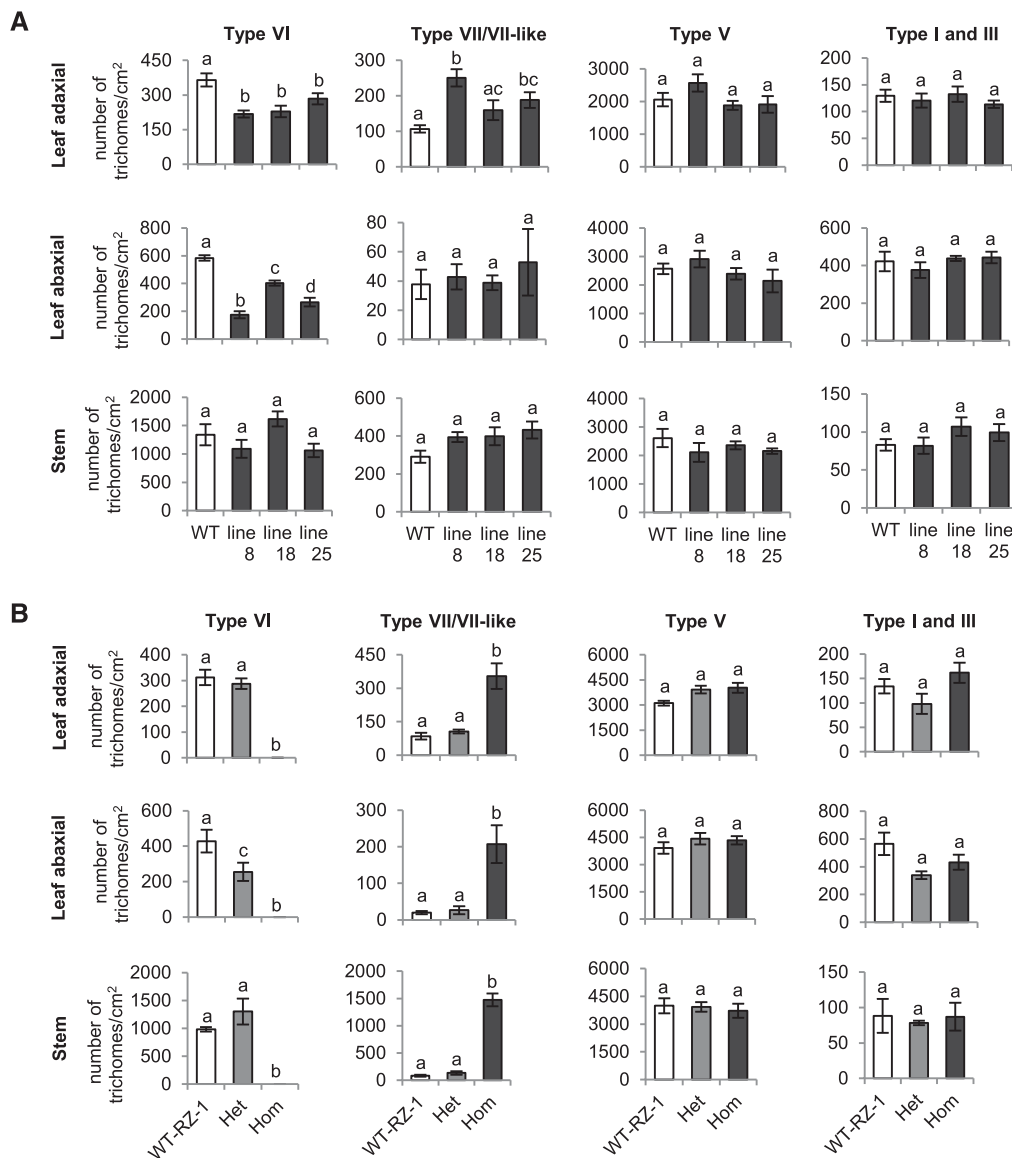 A
Type VI
Type VII/VII-like
Type V
Type I and III
Leaf adaxial
number of
trichomes/cm²
450
300
150
0
a
b
b
b
300
200
100
0
a
b
ac
bc
3000
2000
1000
0
a
a
a
a
200
150
100
50
0
a
a
a
a
Leaf abaxial
number of
trichomes/cm²
800
600
400
200
0
a
b
c
d
80
60
40
20
0
a
a
a
a
4000
3000
2000
1000
0
a
a
a
a
600
400
200
0
a
a
a
a
Stem
number of
trichomes/cm²
2000
1500
1000
500
0
a
a
a
a
600
400
200
0
a
a
a
a
4000
3000
2000
1000
0
a
a
a
a
150
100
50
0
a
a
a
a
WT line 8 line 18 line 25
WT line 8 line 18 line 25
WT line 8 line 18 line 25
WT line 8 line 18 line 25
B
Type VI
Type VII/VII-like
Type V
Type I and III
Leaf adaxial
number of
trichomes/cm²
400
300
200
100
0
a
a
b
450
300
150
0
a
a
b
6000
4500
3000
1500
0
a
a
a
200
150
100
50
0
a
a
a
Leaf abaxial
number of
trichomes/cm²
600
400
200
0
a
c
b
300
200
100
0
a
a
b
6000
4500
3000
1500
0
a
a
a
800
600
400
200
0
a
a
a
Stem
number of
trichomes/cm²
2000
1500
1000
500
0
a
a
b
2000
1500
1000
500
0
a
a
b
6000
4500
3000
1500
0
a
a
a
150
100
50
0
a
a
a
WT-RZ-1 Het Hom
WT-RZ-1 Het Hom
WT-RZ-1 Het Hom
WT-RZ-1 Het Hom